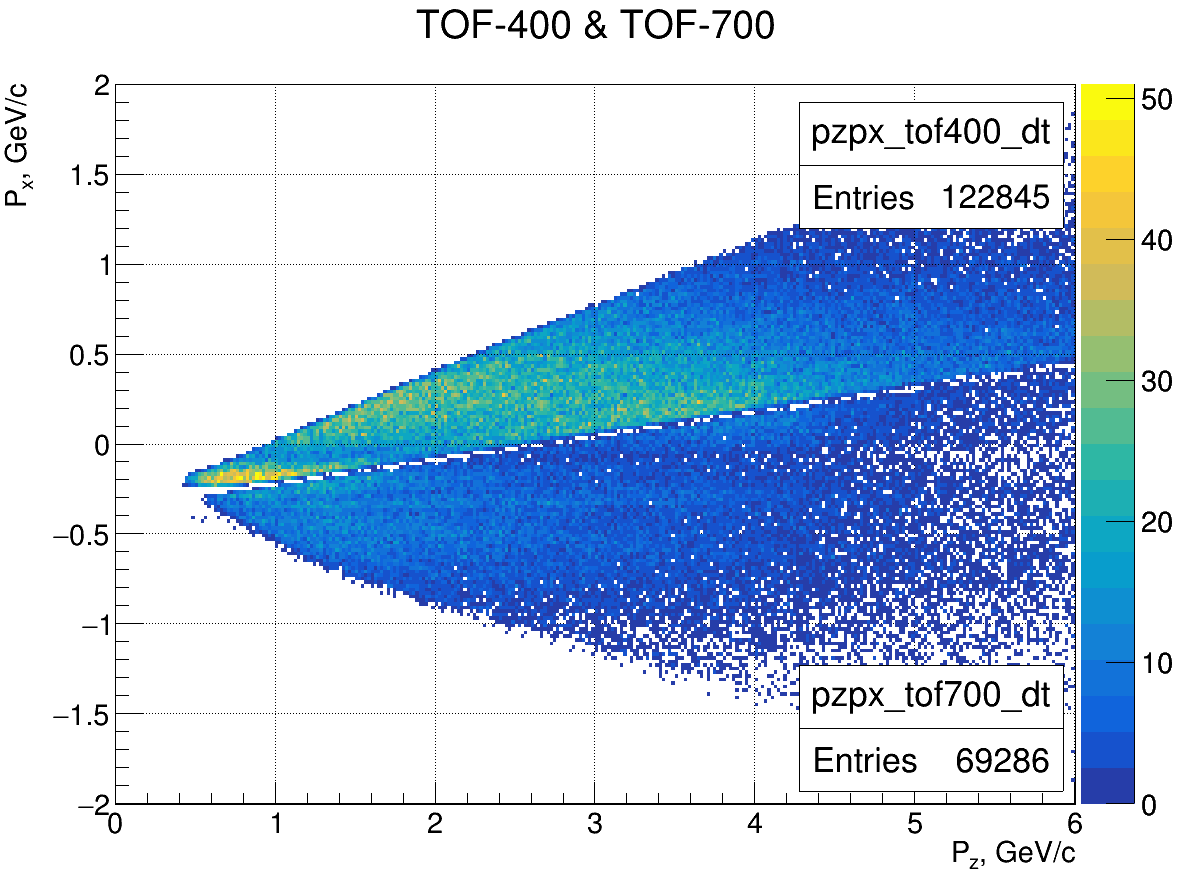 TOF-400 & TOF-700
Pₓ, GeV/c
2
1.5
1
0.5
0
−0.5
−1
−1.5
−2
pzpx_tof400_dt
Entries 122845
pzpx_tof700_dt
Entries 69286
50
40
30
20
10
0
0 1 2 3 4 5 6
P_z, GeV/c